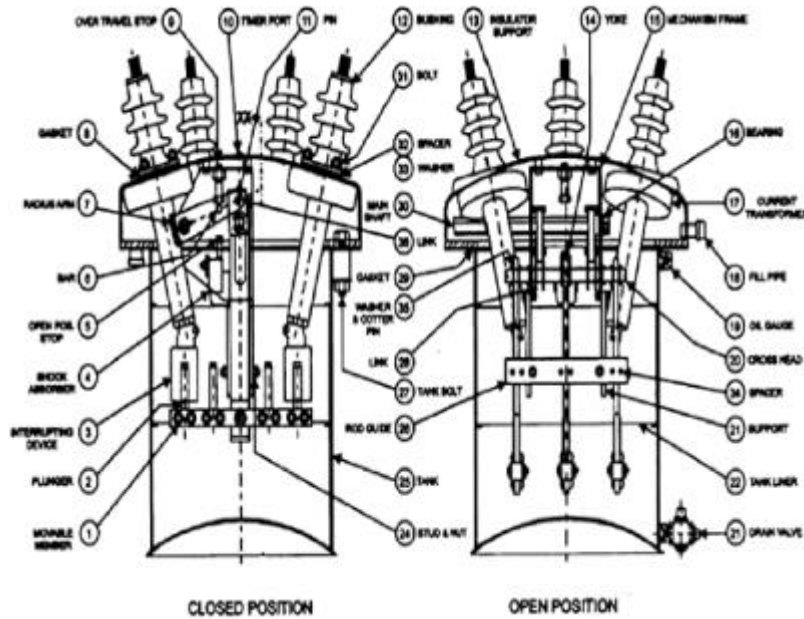 OVER TRAVEL STOP
9
10
TIMER PORT
11
PIN
12
BUSHING
13
INSULATOR
SUPPORT
14
YOKE
15
MECHANISM FRAME
31
BOLT
GASKET
8
32
SPACER
33
WASHER
16
BEARING
RADIUS ARM
7
30
MAIN
SHAFT
17
CURRENT
TRANSFORMER
36
LINK
BAR
6
GASKET
29
18
FILL PIPE
OPEN POS.
STOP
5
35
WASHER
& COTTER
PIN
19
OIL GAUGE
SHOCK
ABSORBER
4
LINK
28
20
CROSS HEAD
27
TANK BOLT
34
SPACER
INTERRUPTING
DEVICE
3
ROD GUIDE
26
21
SUPPORT
PLUNGER
2
25
TANK
22
TANK LINER
MOVABLE
MEMBER
1
24
STUD & NUT
21
DRAIN VALVE
CLOSED POSITION
OPEN POSITION